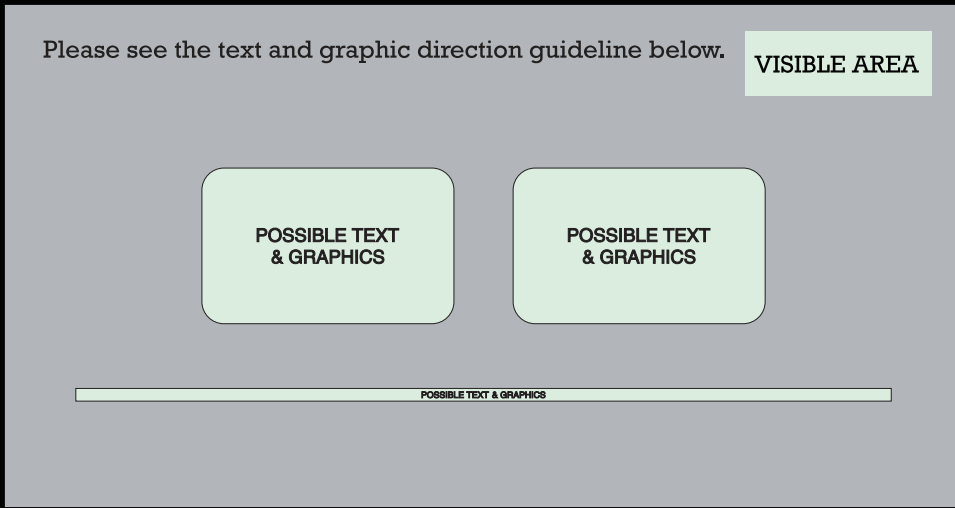 Please see the text and graphic direction guideline below.
VISIBLE AREA
POSSIBLE TEXT
& GRAPHICS
POSSIBLE TEXT
& GRAPHICS
POSSIBLE TEXT & GRAPHICS